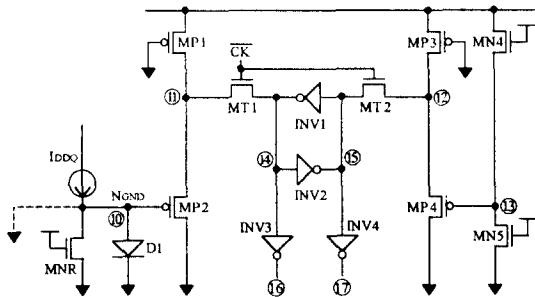 MP1
MP3
MN4
CK
⑪
MT1
MT2
⑫
INV1
IDDQ
⑭
⑮
NGND
INV2
MP2
MP4
⑬
⑩
INV3
INV4
MN5
MNR
D1
⑯
⑰